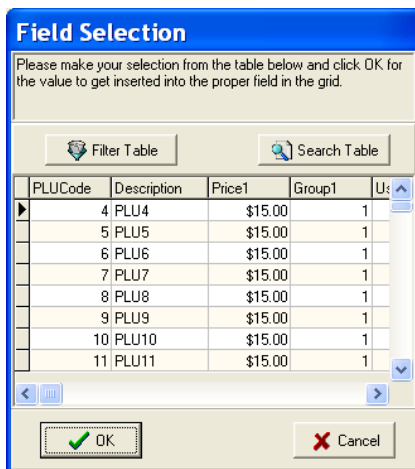 Field Selection
Please make your selection from the table below and click OK for
the value to get inserted into the proper field in the grid.
Filter Table Search Table
PLUCode Description Price1 Group1
4 PLU4 $15.00 1
5 PLU5 $15.00 1
6 PLU6 $15.00 1
7 PLU7 $15.00 1
8 PLU8 $15.00 1
9 PLU9 $15.00 1
10 PLU10 $15.00 1
11 PLU11 $15.00 1
OK Cancel